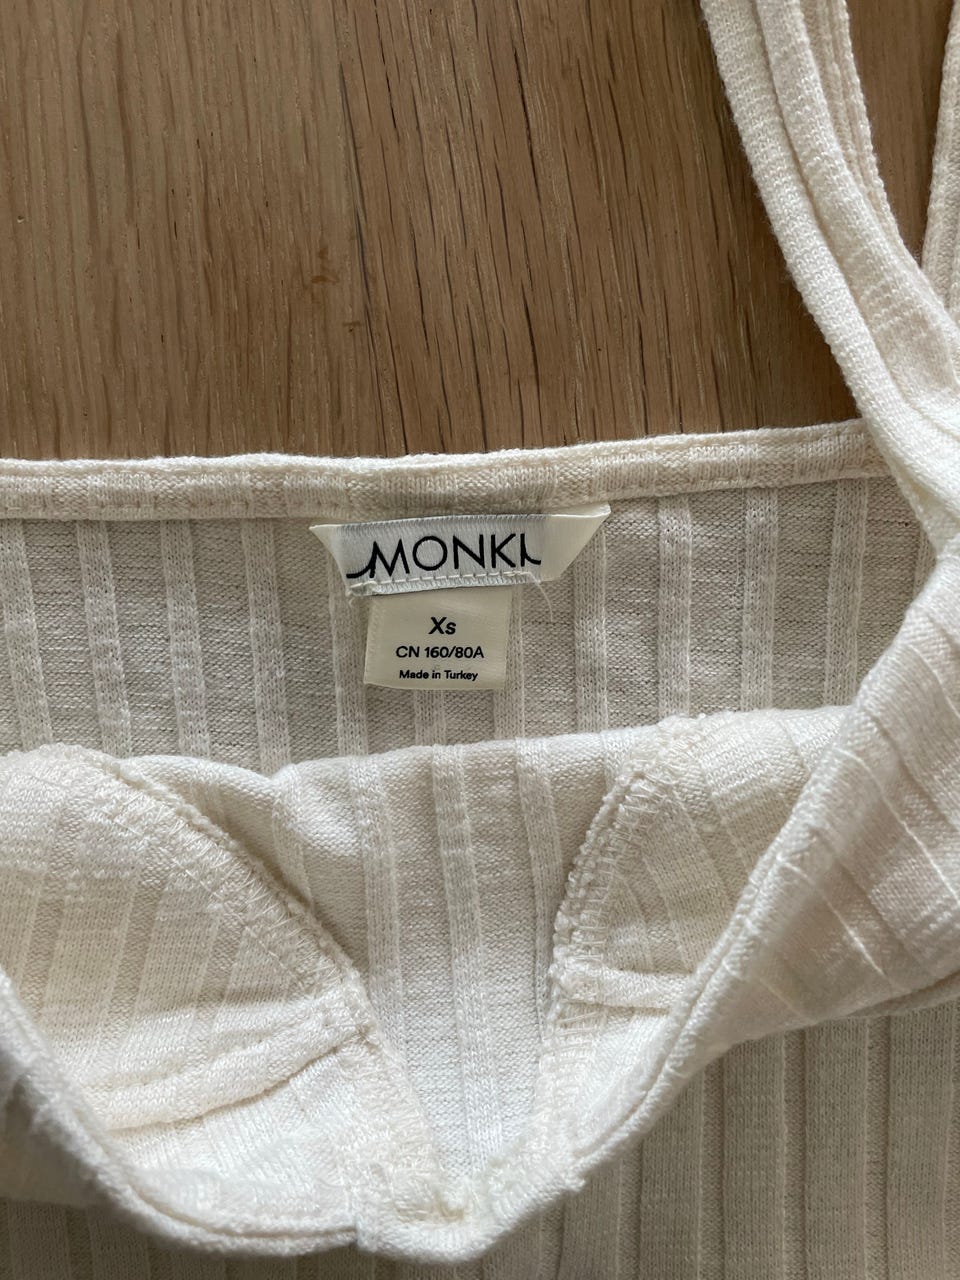 MONKI
Xs
CN 160/80A
Made in Turkey